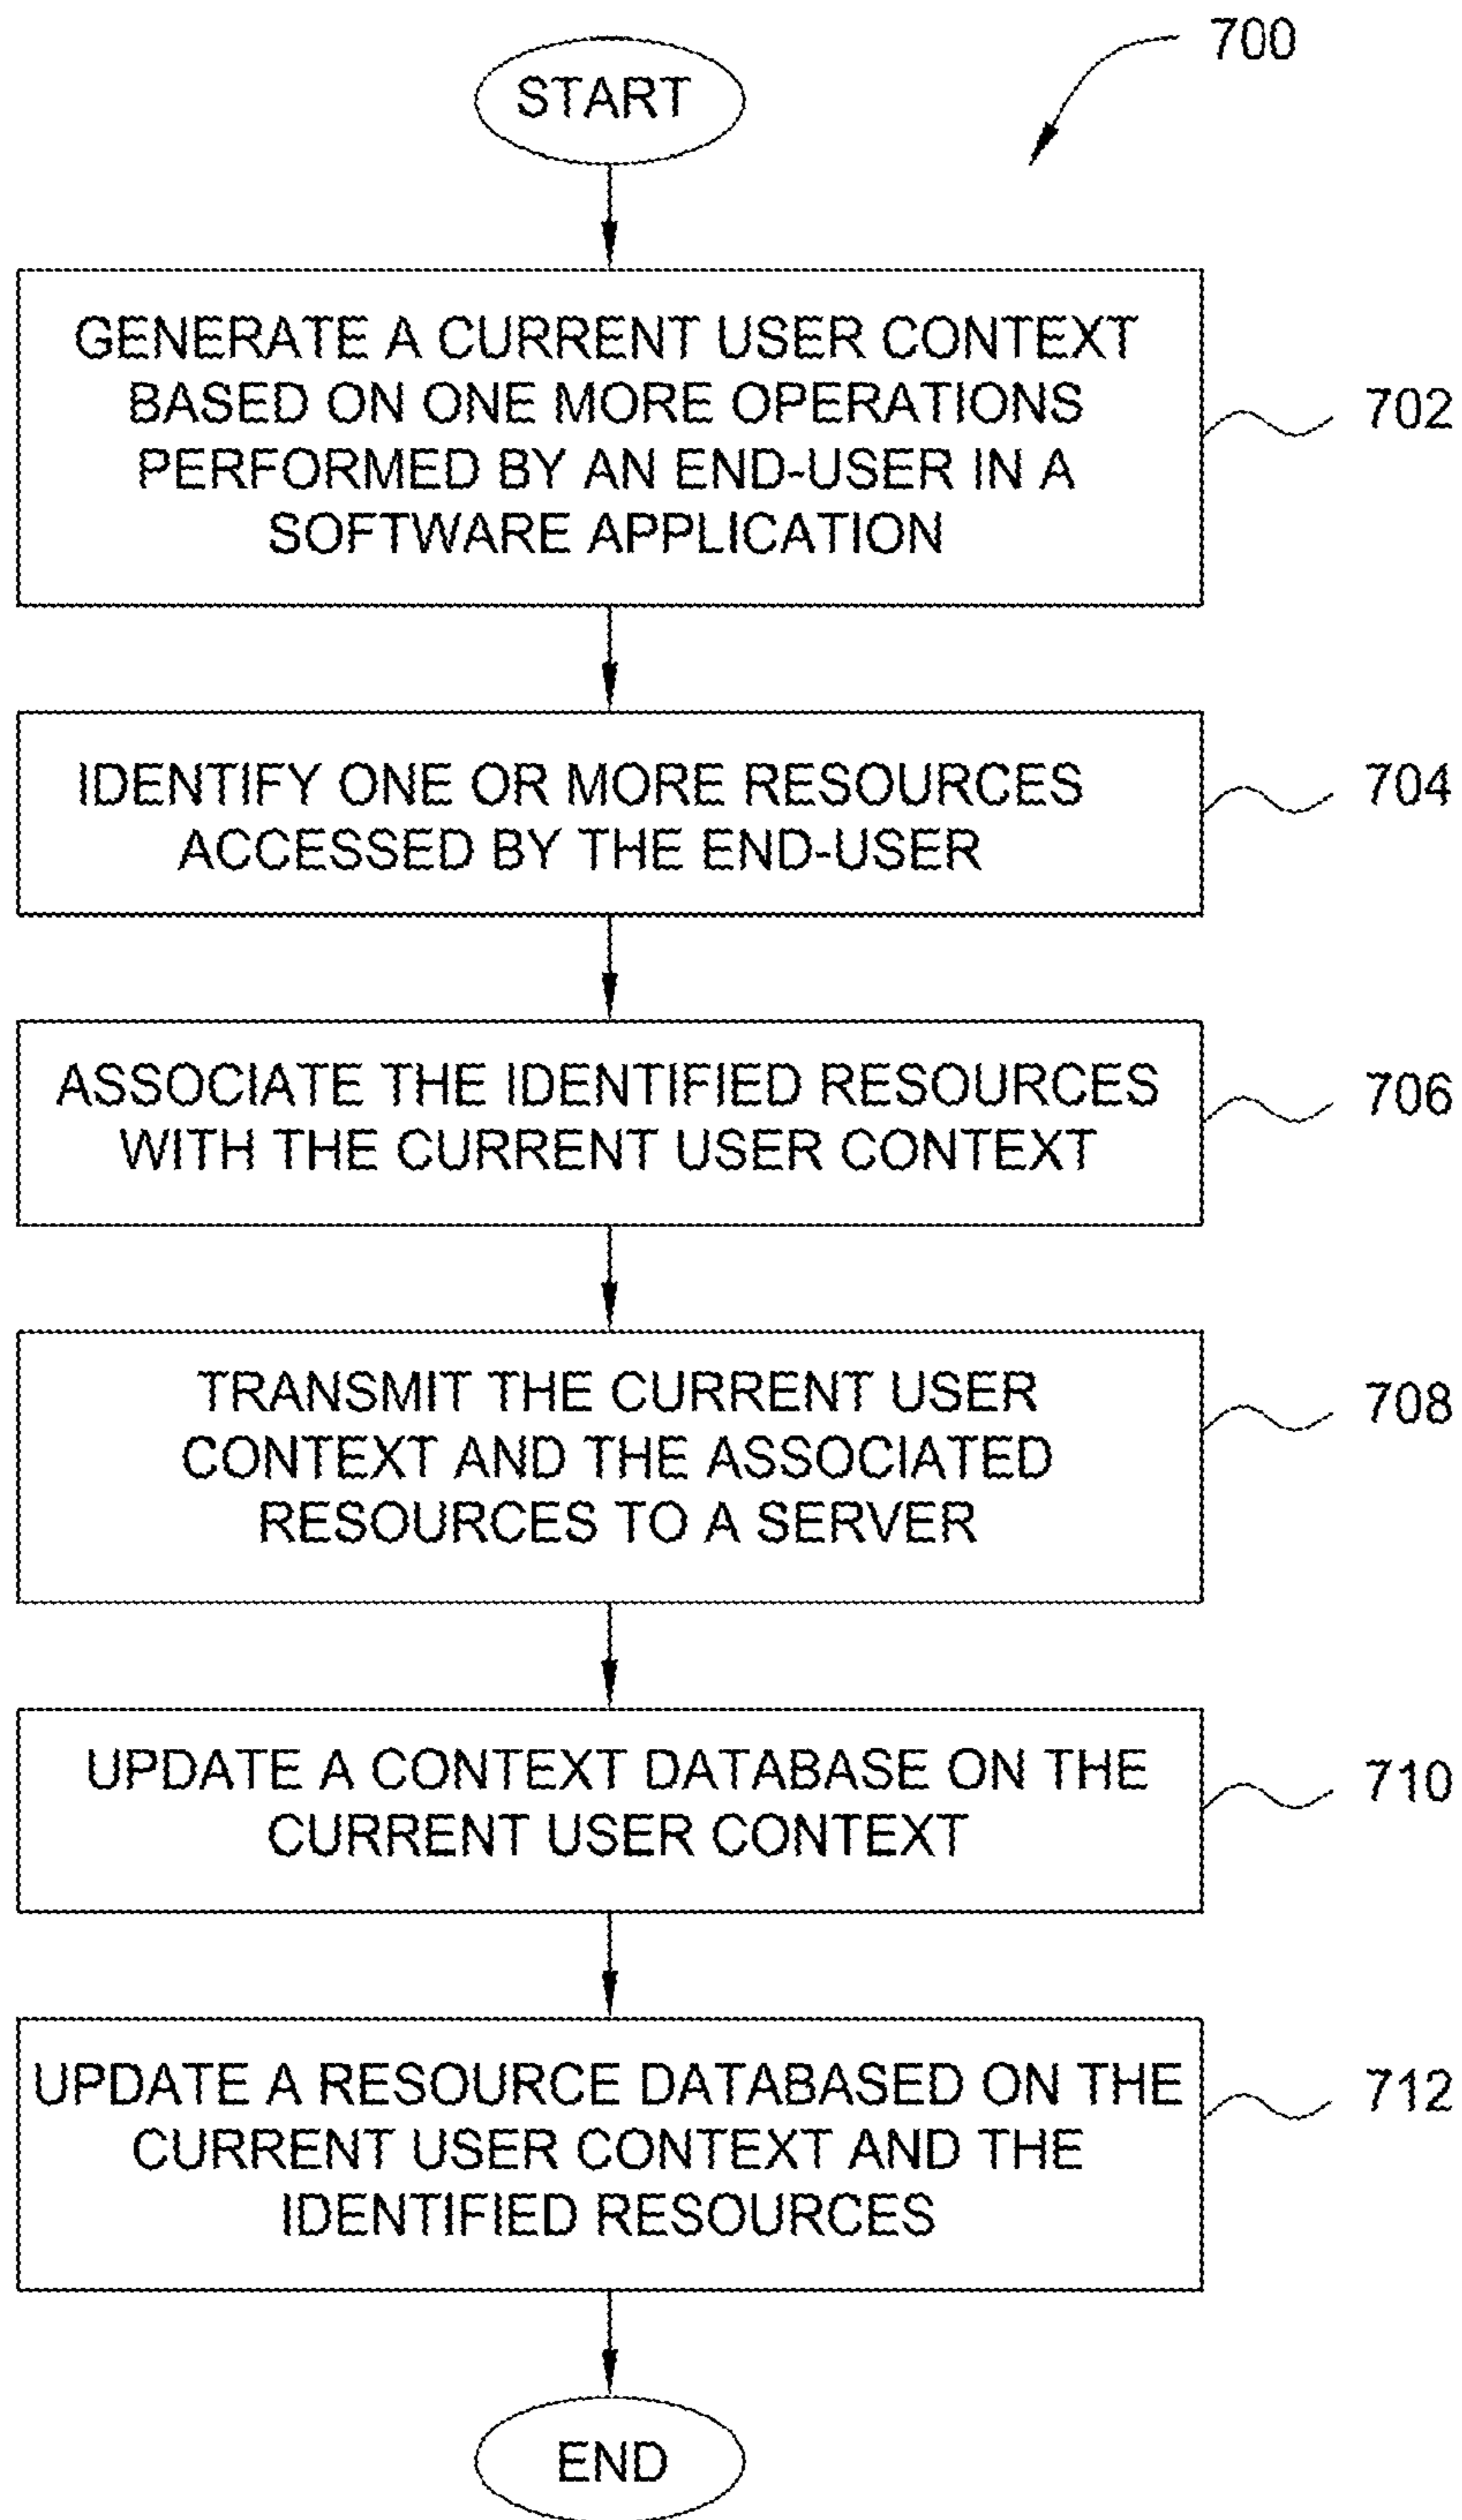 700
START
GENERATE A CURRENT USER CONTEXT
BASED ON ONE MORE OPERATIONS
PERFORMED BY AN END-USER IN A
SOFTWARE APPLICATION
702
IDENTIFY ONE OR MORE RESOURCES
ACCESSED BY THE END-USER
704
ASSOCIATE THE IDENTIFIED RESOURCES
WITH THE CURRENT USER CONTEXT
706
TRANSMIT THE CURRENT USER
CONTEXT AND THE ASSOCIATED
RESOURCES TO A SERVER
708
UPDATE A CONTEXT DATABASE ON THE
CURRENT USER CONTEXT
710
UPDATE A RESOURCE DATABASED ON THE
CURRENT USER CONTEXT AND THE
IDENTIFIED RESOURCES
712
END